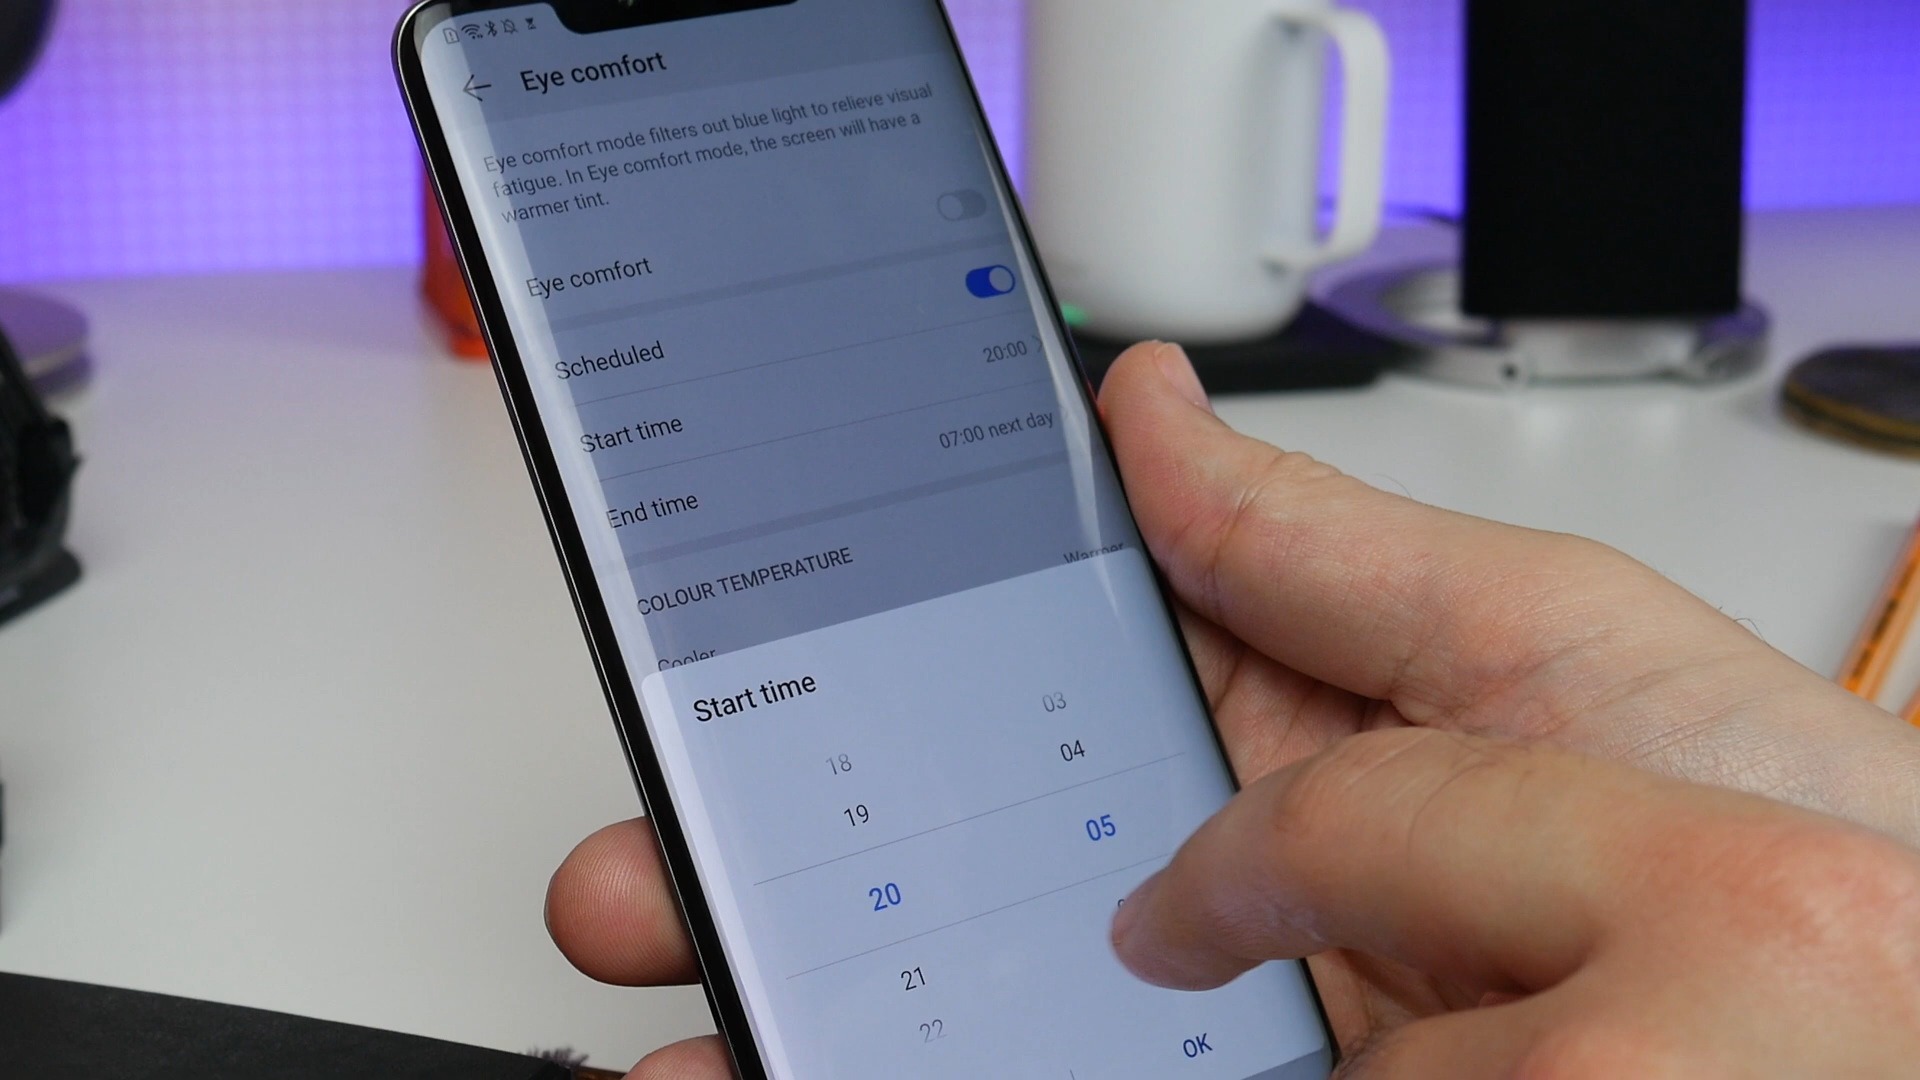 Eye comfort
Eye comfort mode filters out blue light to relieve visual
fatigue. In Eye comfort mode, the screen will have a
warmer tint.
Eye comfort
Scheduled
Start time 20:00
End time 07:00 next day
COLOUR TEMPERATURE
Cooler Warmer
Start time
18 03
19 04
20 05
21
22
OK